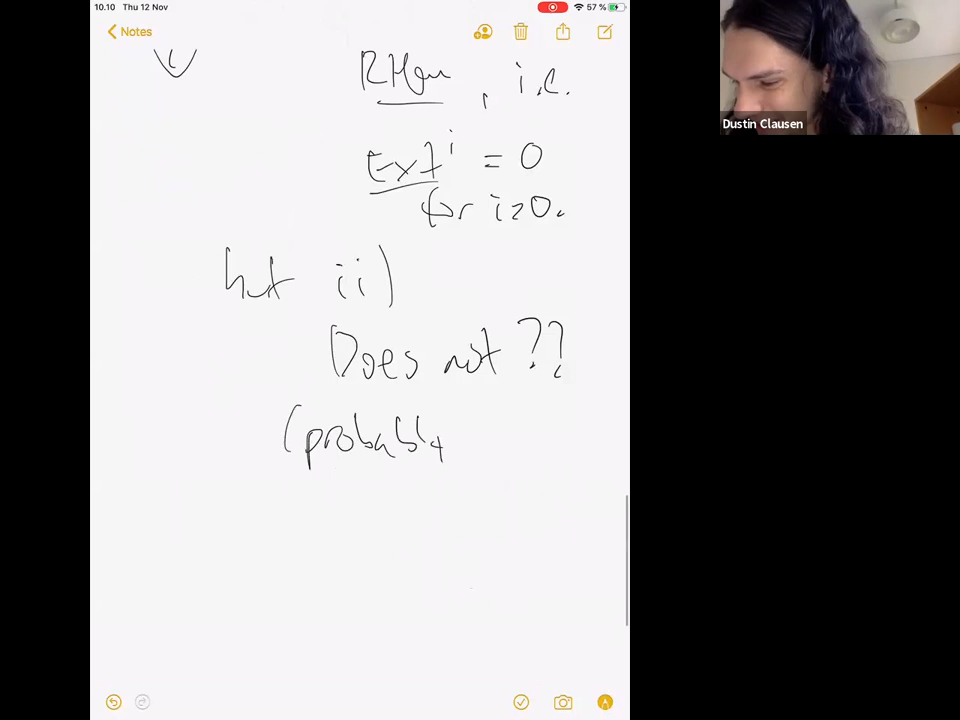 10.10 Thu 12 Nov 57 %
Notes
RHom, i.e.
Ext^i = 0
for i>0.
but ii)
Does not ??
(probably
Dustin Clausen